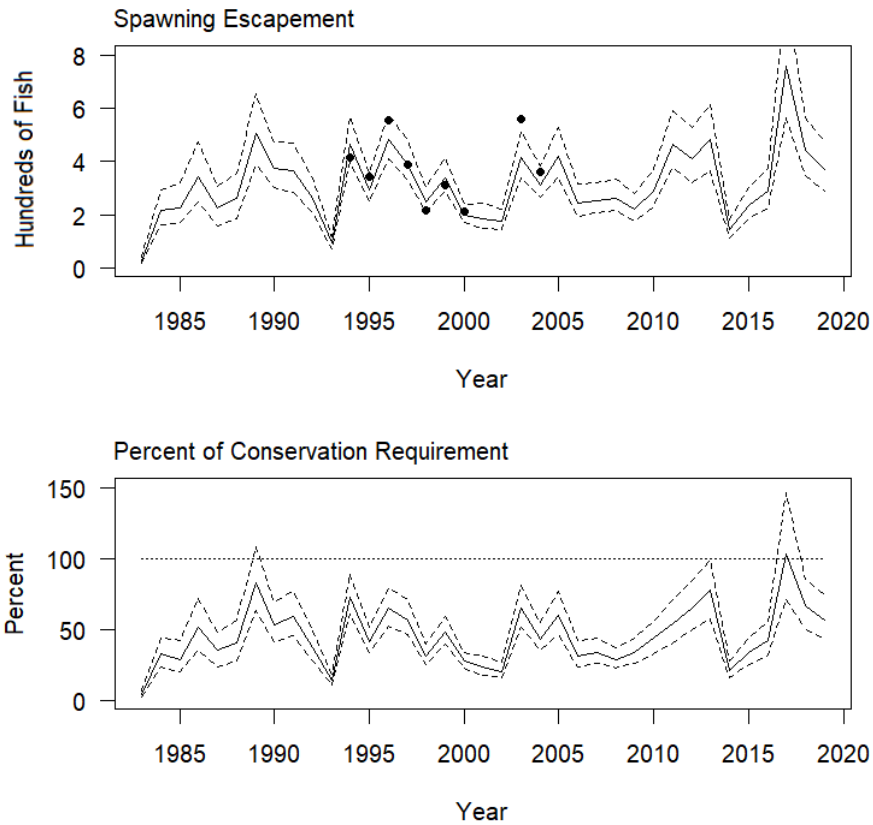 Spawning Escapement
Hundreds of Fish
8
6
4
2
0
1985 1990 1995 2000 2005 2010 2015 2020
Year
Percent of Conservation Requirement
Percent
150
100
50
0
1985 1990 1995 2000 2005 2010 2015 2020
Year